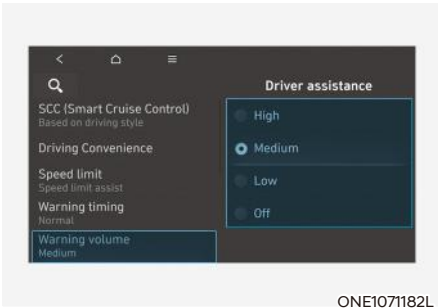 Driver assistance
SCC (Smart Cruise Control)
Based on driving style
Driving Convenience
Speed limit
Speed limit assist
Warning timing
Normal
Warning volume
Medium
High
Medium
Low
Off
ONE1071182L